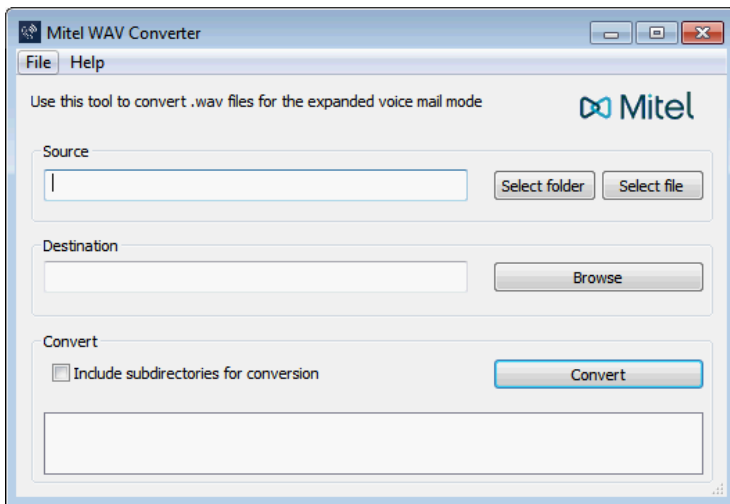 Mitel WAV Converter
File Help
Use this tool to convert .wav files for the expanded voice mail mode
Mitel
Source
Select folder Select file
Destination
Browse
Convert
Include subdirectories for conversion Convert